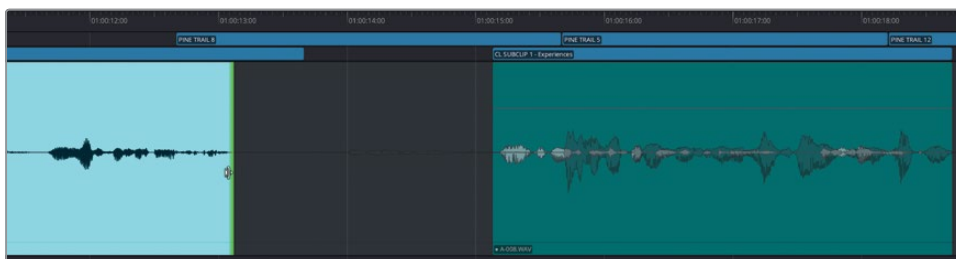 01:00:12:00 01:00:13:00 01:00:14:00 01:00:15:00 01:00:16:00 01:00:17:00 01:00:18:00
PINE TRAIL 8 PINE TRAIL 5 PINE TRAIL 12
CL SUBCLIP 1 - Experiences
A-008.WAV